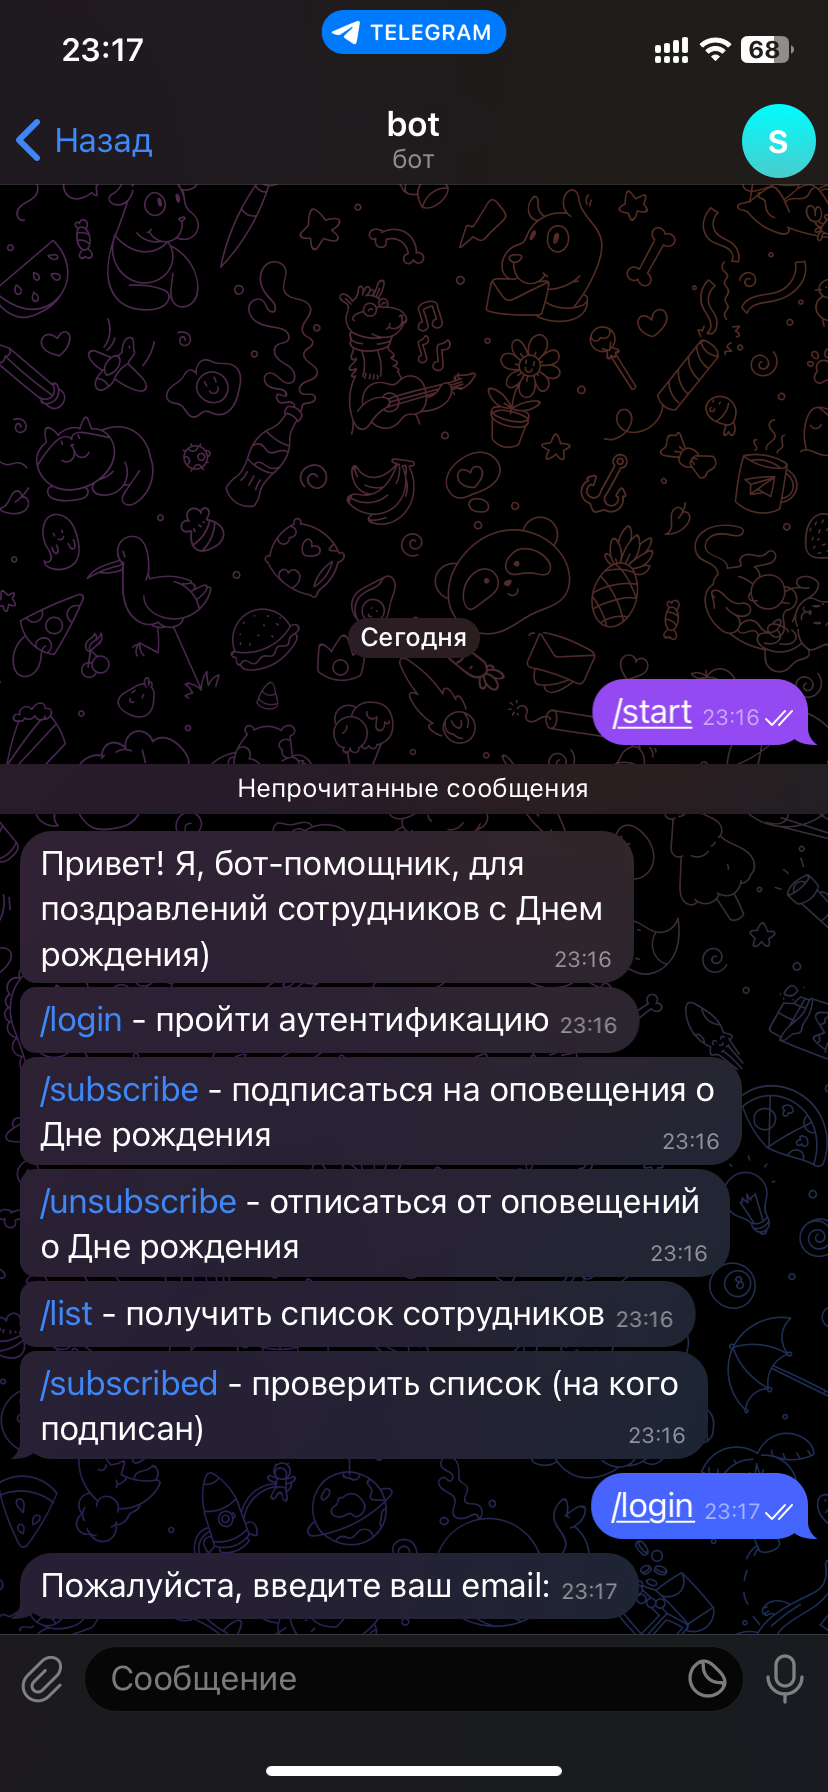 23:17
TELEGRAM
68
Назад
bot
бот
S
Сегодня
/start 23:16
Непрочитанные сообщения
Привет! Я, бот-помощник, для
поздравлений сотрудников с Днем
рождения) 23:16
/login - пройти аутентификацию 23:16
/subscribe - подписаться на оповещения о
Дне рождения 23:16
/unsubscribe - отписаться от оповещений
о Дне рождения 23:16
/list - получить список сотрудников 23:16
/subscribed - проверить список (на кого
подписан) 23:16
/login 23:17
Пожалуйста, введите ваш email: 23:17
Сообщение